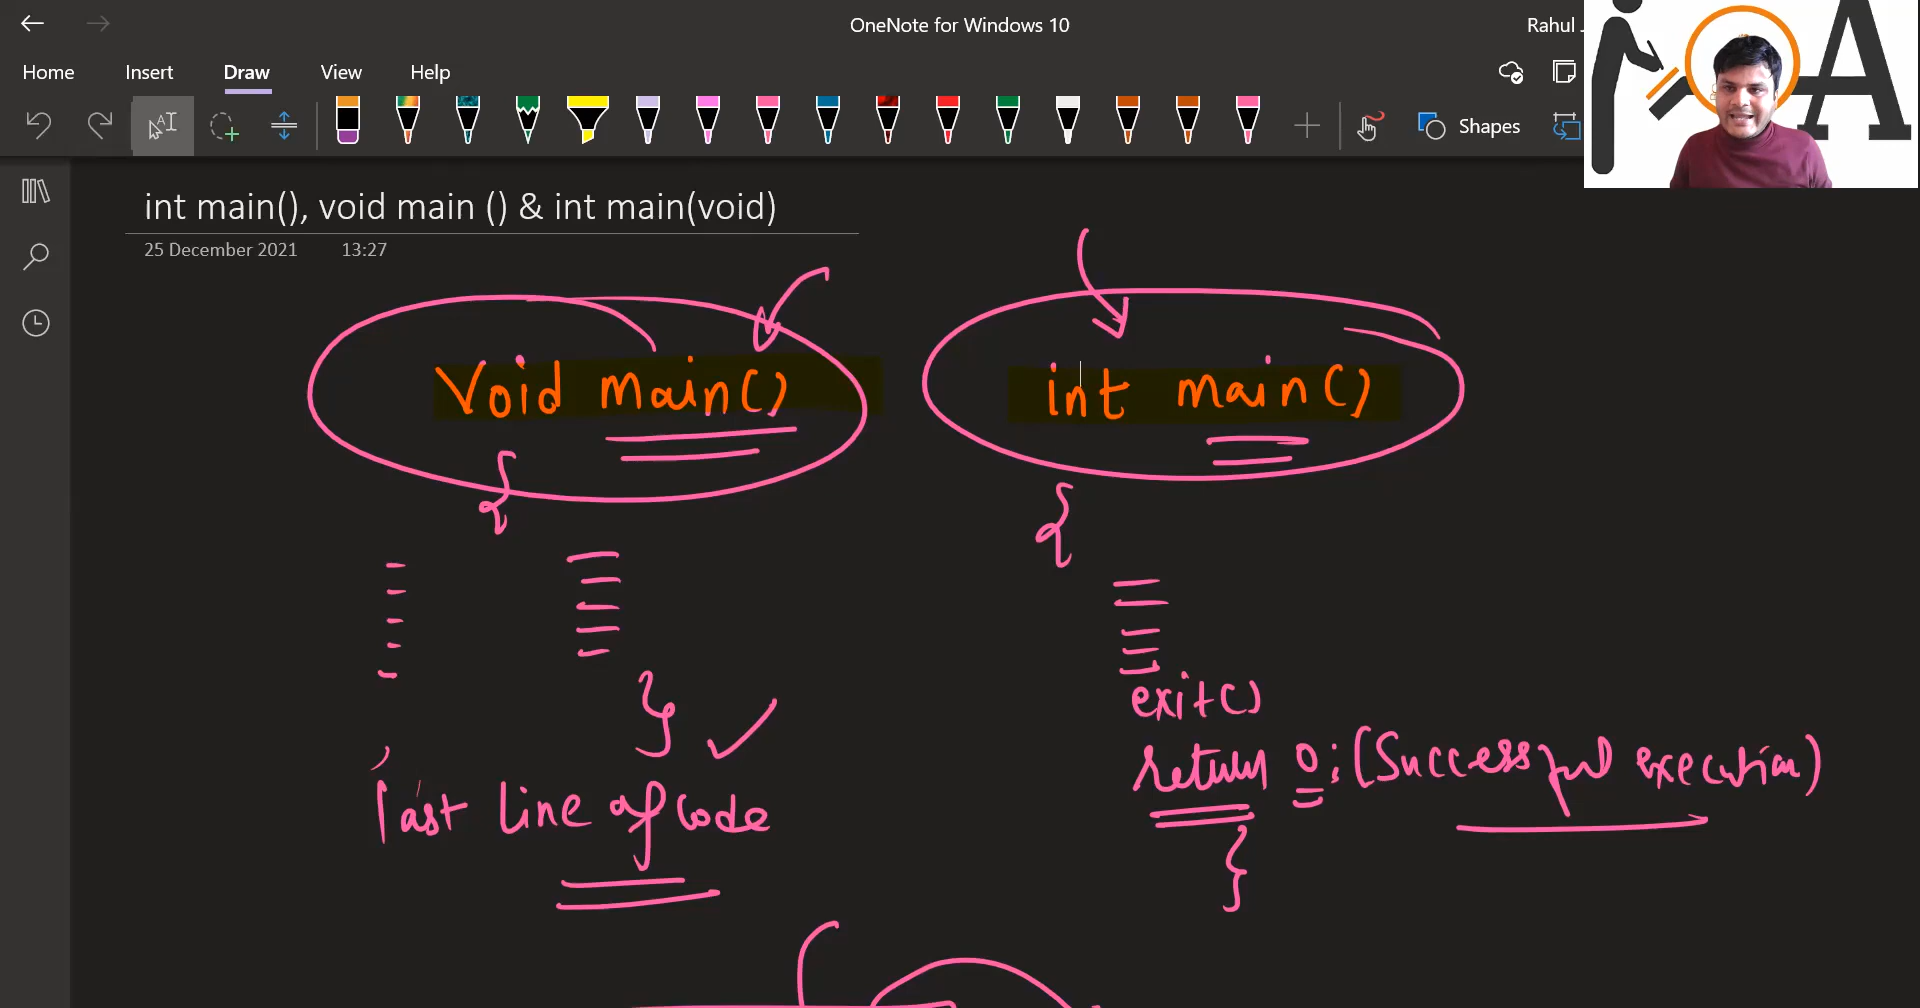 OneNote for Windows 10
Rahul J
Home Insert Draw View Help
Shapes
A
int main(), void main () & int main(void)
25 December 2021 13:27
Void main() int main()
{ {
}
exit()
return 0; (Successful execution)
last line of code
}